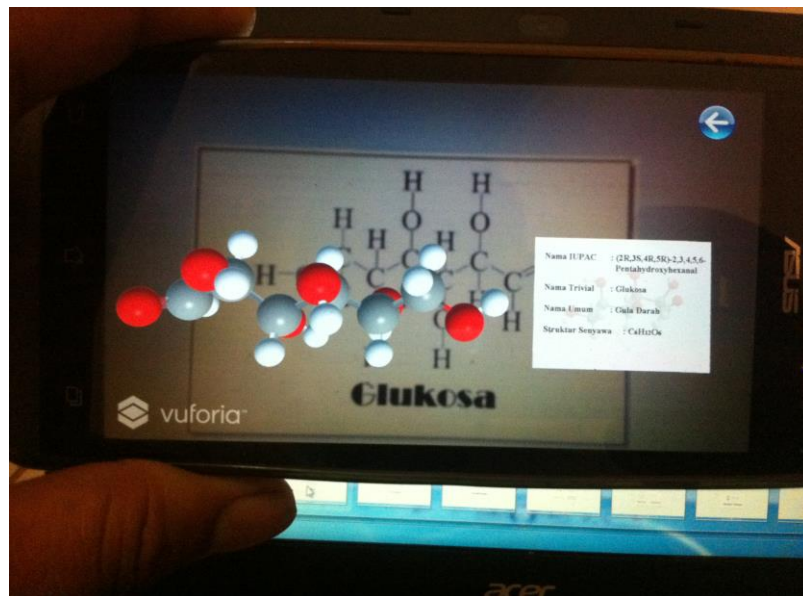 H H
H O O
H H
H
H
H
Glukosa
Nama IUPAC : (2R,3S,4R,5R)-2,3,4,5,6-
Pentahydroxyhexanal
Nama Trivial : Glukosa
Nama Umum : Gula Darah
Struktur Senyawa : C₆H₁₂O₆
vuforia™
ASUS
acer